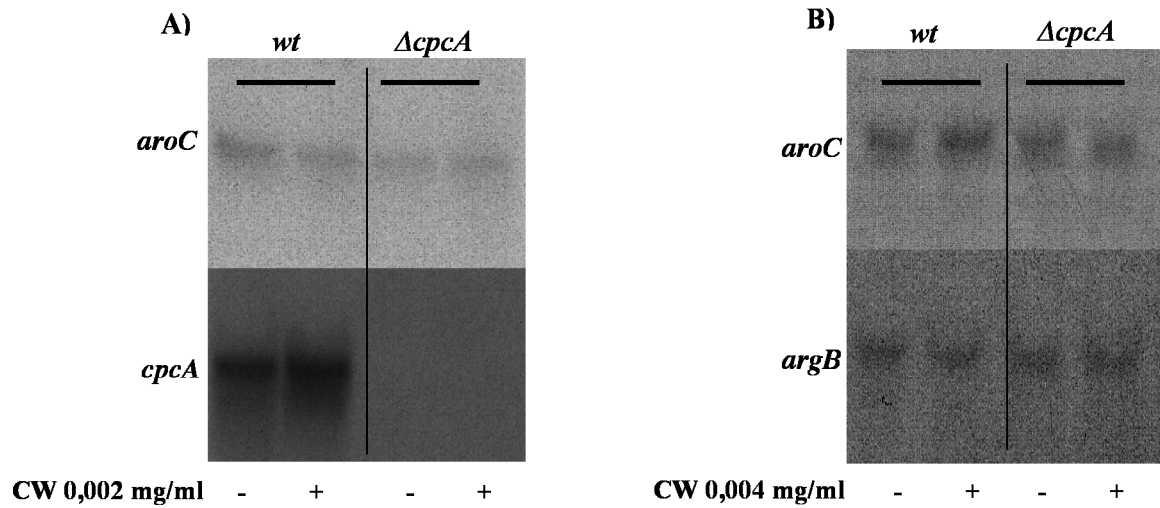 A)
wt ΔcpcA
aroC
cpcA
CW 0,002 mg/ml - + - +
B)
wt ΔcpcA
aroC
argB
CW 0,004 mg/ml - + - +